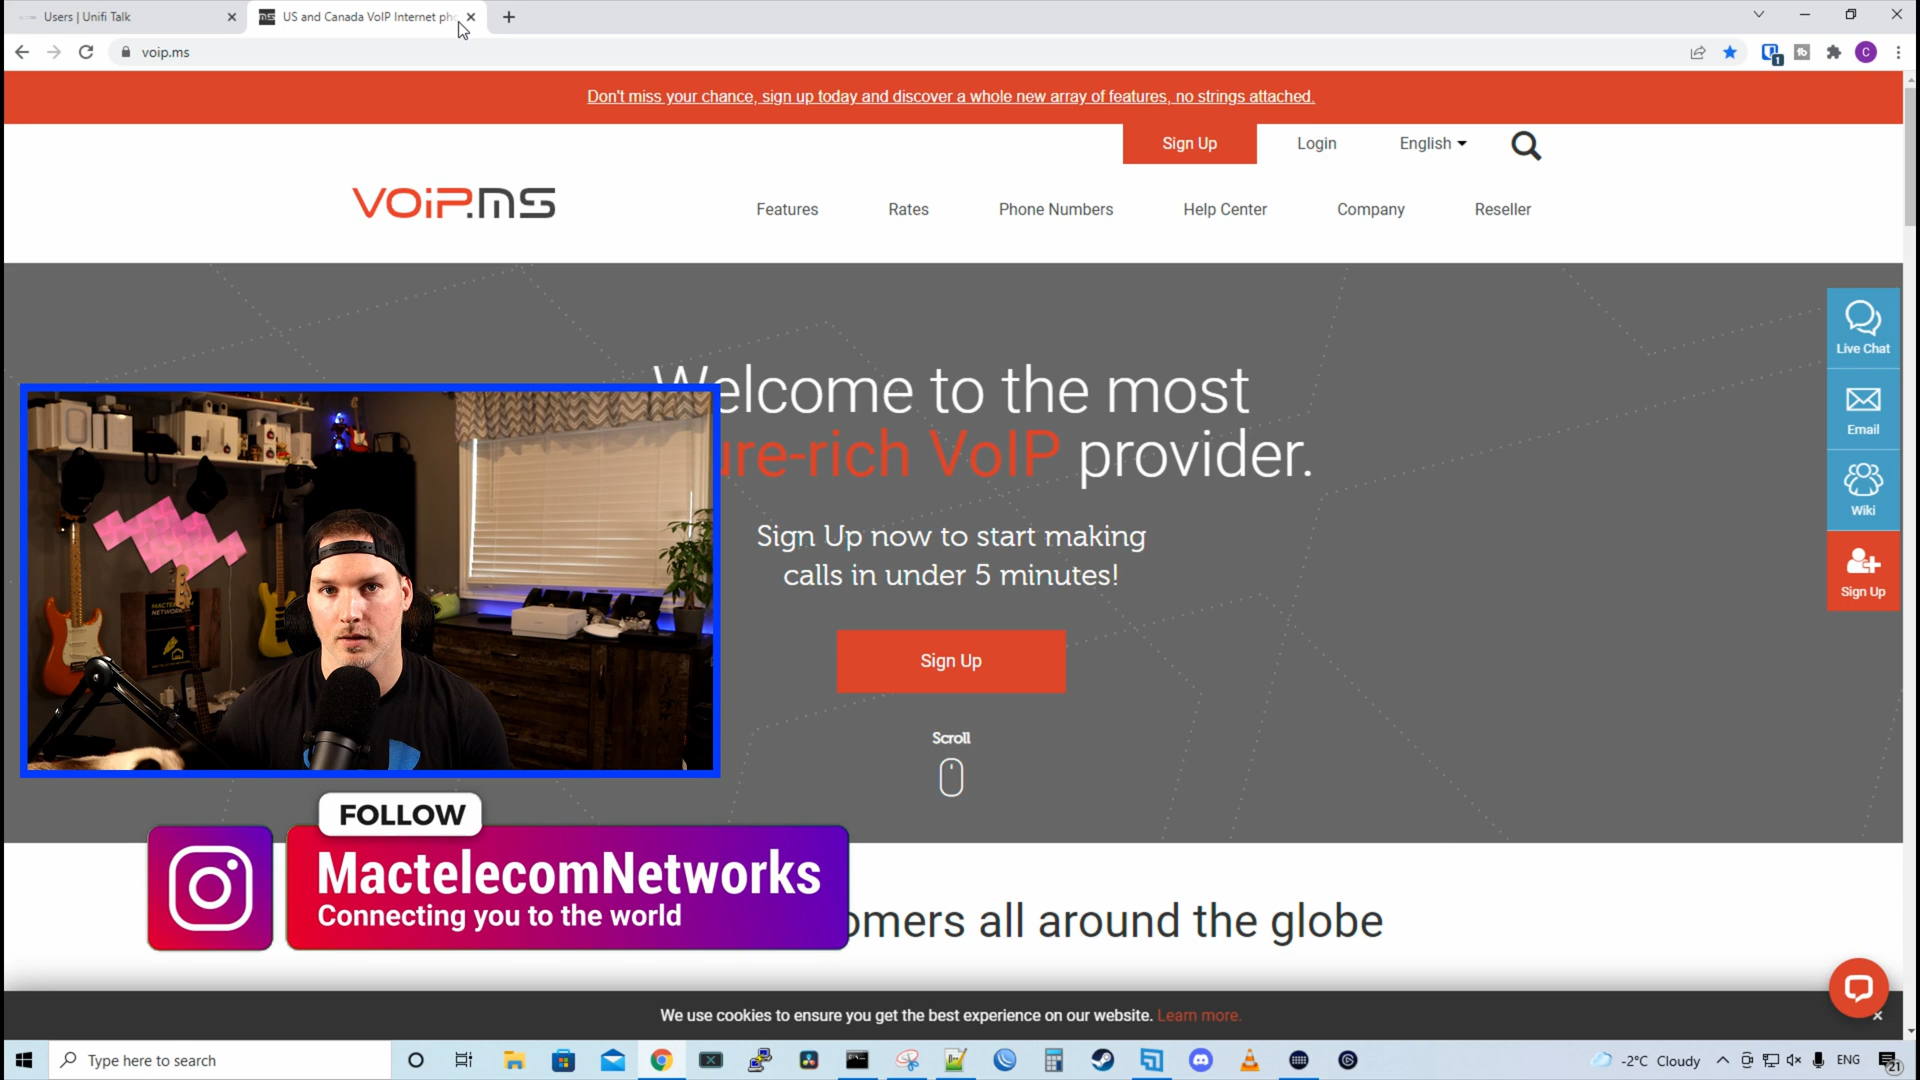 Users | Unifi Talk
US and Canada VoIP Internet pho
voip.ms
Don't miss your chance, sign up today and discover a whole new array of features, no strings attached.
Sign Up
Login
English
VOiP.MS
Features
Rates
Phone Numbers
Help Center
Company
Reseller
Live Chat
Email
Wiki
Sign Up
Welcome to the most
ure-rich VoIP provider.
Sign Up now to start making
calls in under 5 minutes!
Sign Up
Scroll
FOLLOW
MactelecomNetworks
Connecting you to the world
omers all around the globe
We use cookies to ensure you get the best experience on our website. Learn more.
Type here to search
-2°C Cloudy
ENG
21